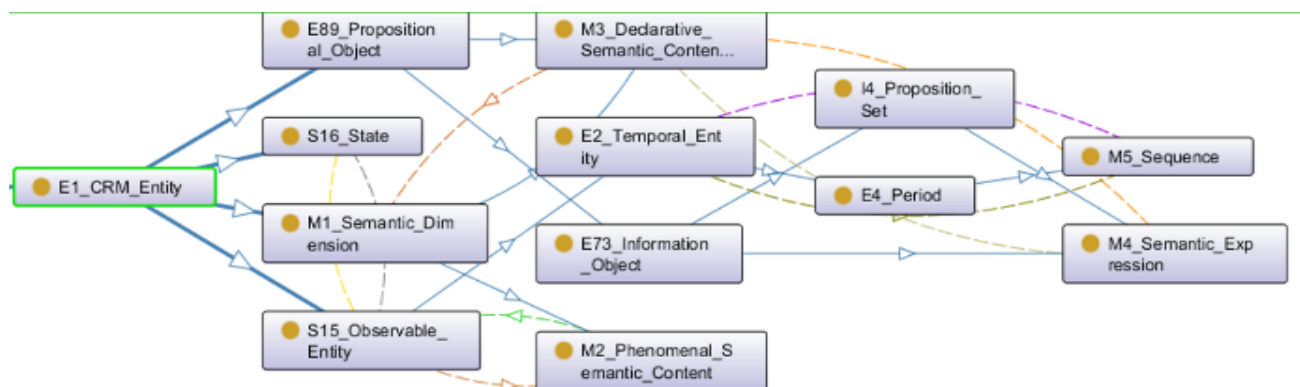 E89_Proposition
al_Object
M3_Declarative_
Semantic_Conten...
I4_Proposition_
Set
S16_State
E2_Temporal_Ent
ity
M5_Sequence
E1_CRM_Entity
E4_Period
M1_Semantic_Dim
ension
E73_Information
_Object
M4_Semantic_Exp
ression
S15_Observable_
Entity
M2_Phenomenal_S
emantic_Content